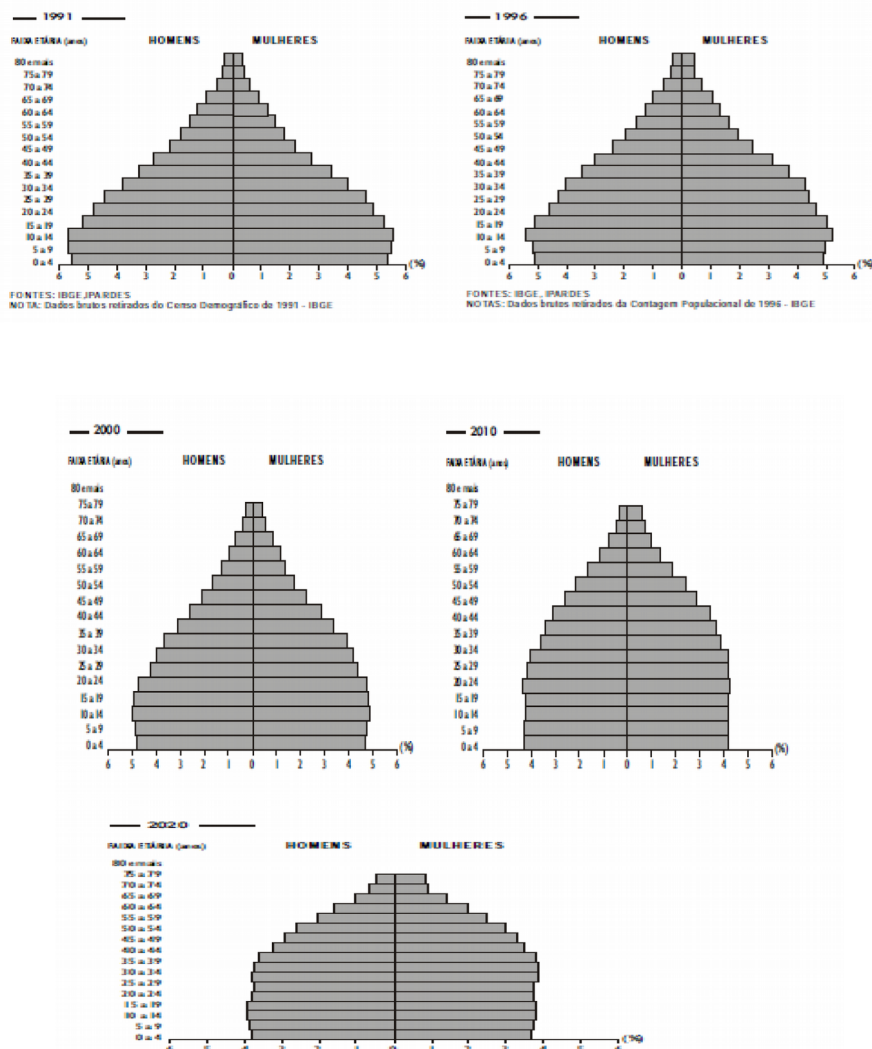 1991
FAIXA ETÁRIA (anos) HOMENS MULHERES
80 e mais
75 a 79
70 a 74
65 a 69
60 a 64
55 a 59
50 a 54
45 a 49
40 a 44
35 a 39
30 a 34
25 a 29
20 a 24
15 a 19
10 a 14
5 a 9
0 a 4
6 5 4 3 2 1 0 1 2 3 4 5 6 (%)
FONTES: IBGE, IPARDES
NOTA: Dados brutos retirados do Censo Demográfico de 1991 - IBGE
1996
FAIXA ETÁRIA (anos) HOMENS MULHERES
80 e mais
75 a 79
70 a 74
65 a 69
60 a 64
55 a 59
50 a 54
45 a 49
40 a 44
35 a 39
30 a 34
25 a 29
20 a 24
15 a 19
10 a 14
5 a 9
0 a 4
6 5 4 3 2 1 0 1 2 3 4 5 6 (%)
FONTES: IBGE, IPARDES
NOTAS: Dados brutos retirados da Contagem Populacional de 1996 - IBGE
2000
FAIXA ETÁRIA (anos) HOMENS MULHERES
80 e mais
75 a 79
70 a 74
65 a 69
60 a 64
55 a 59
50 a 54
45 a 49
40 a 44
35 a 39
30 a 34
25 a 29
20 a 24
15 a 19
10 a 14
5 a 9
0 a 4
6 5 4 3 2 1 0 1 2 3 4 5 6 (%)
2010
FAIXA ETÁRIA (anos) HOMENS MULHERES
80 e mais
75 a 79
70 a 74
65 a 69
60 a 64
55 a 59
50 a 54
45 a 49
40 a 44
35 a 39
30 a 34
25 a 29
20 a 24
15 a 19
10 a 14
5 a 9
0 a 4
6 5 4 3 2 1 0 1 2 3 4 5 6 (%)
2020
FAIXA ETÁRIA (anos) HOMENS MULHERES
80 e mais
75 a 79
70 a 74
65 a 69
60 a 64
55 a 59
50 a 54
45 a 49
40 a 44
35 a 39
30 a 34
25 a 29
20 a 24
15 a 19
10 a 14
5 a 9
0 a 4
(%)